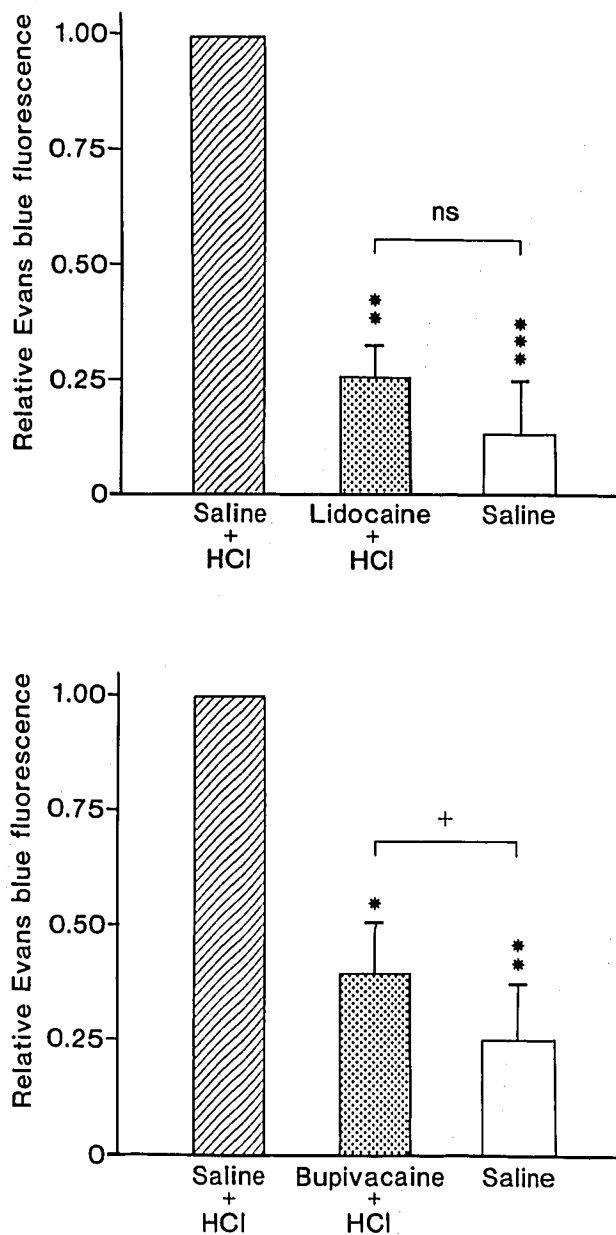 Relative Evans blue fluorescence
1.00
0.75
0.50
0.25
0
ns
**
***
Saline + HCl
Lidocaine + HCl
Saline
Relative Evans blue fluorescence
1.00
0.75
0.50
0.25
0
+
*
**
Saline + HCl
Bupivacaine + HCl
Saline